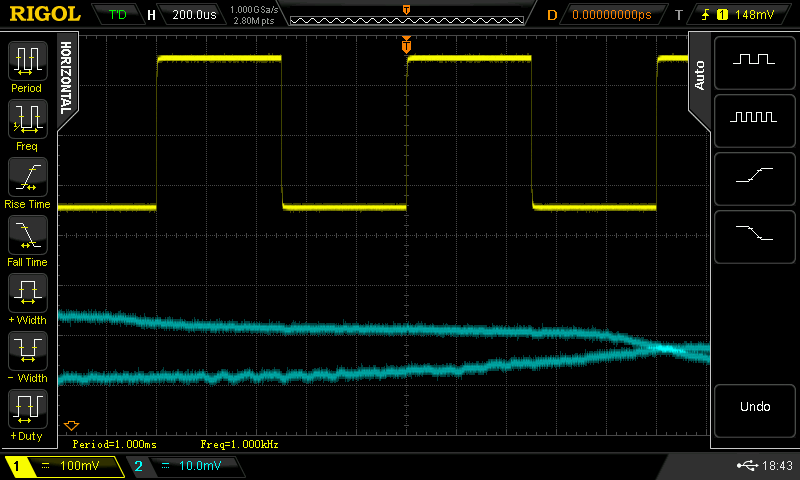 RIGOL T'D H 200.0us 1.000GSa/s 2.80M pts D 0.00000000ps T 1 148mV
HORIZONTAL
Period
Freq
Rise Time
Fall Time
+Width
- Width
+Duty
Auto
Undo
T
Period=1.000ms Freq=1.000kHz
1 100mV 2 10.0mV 18:43